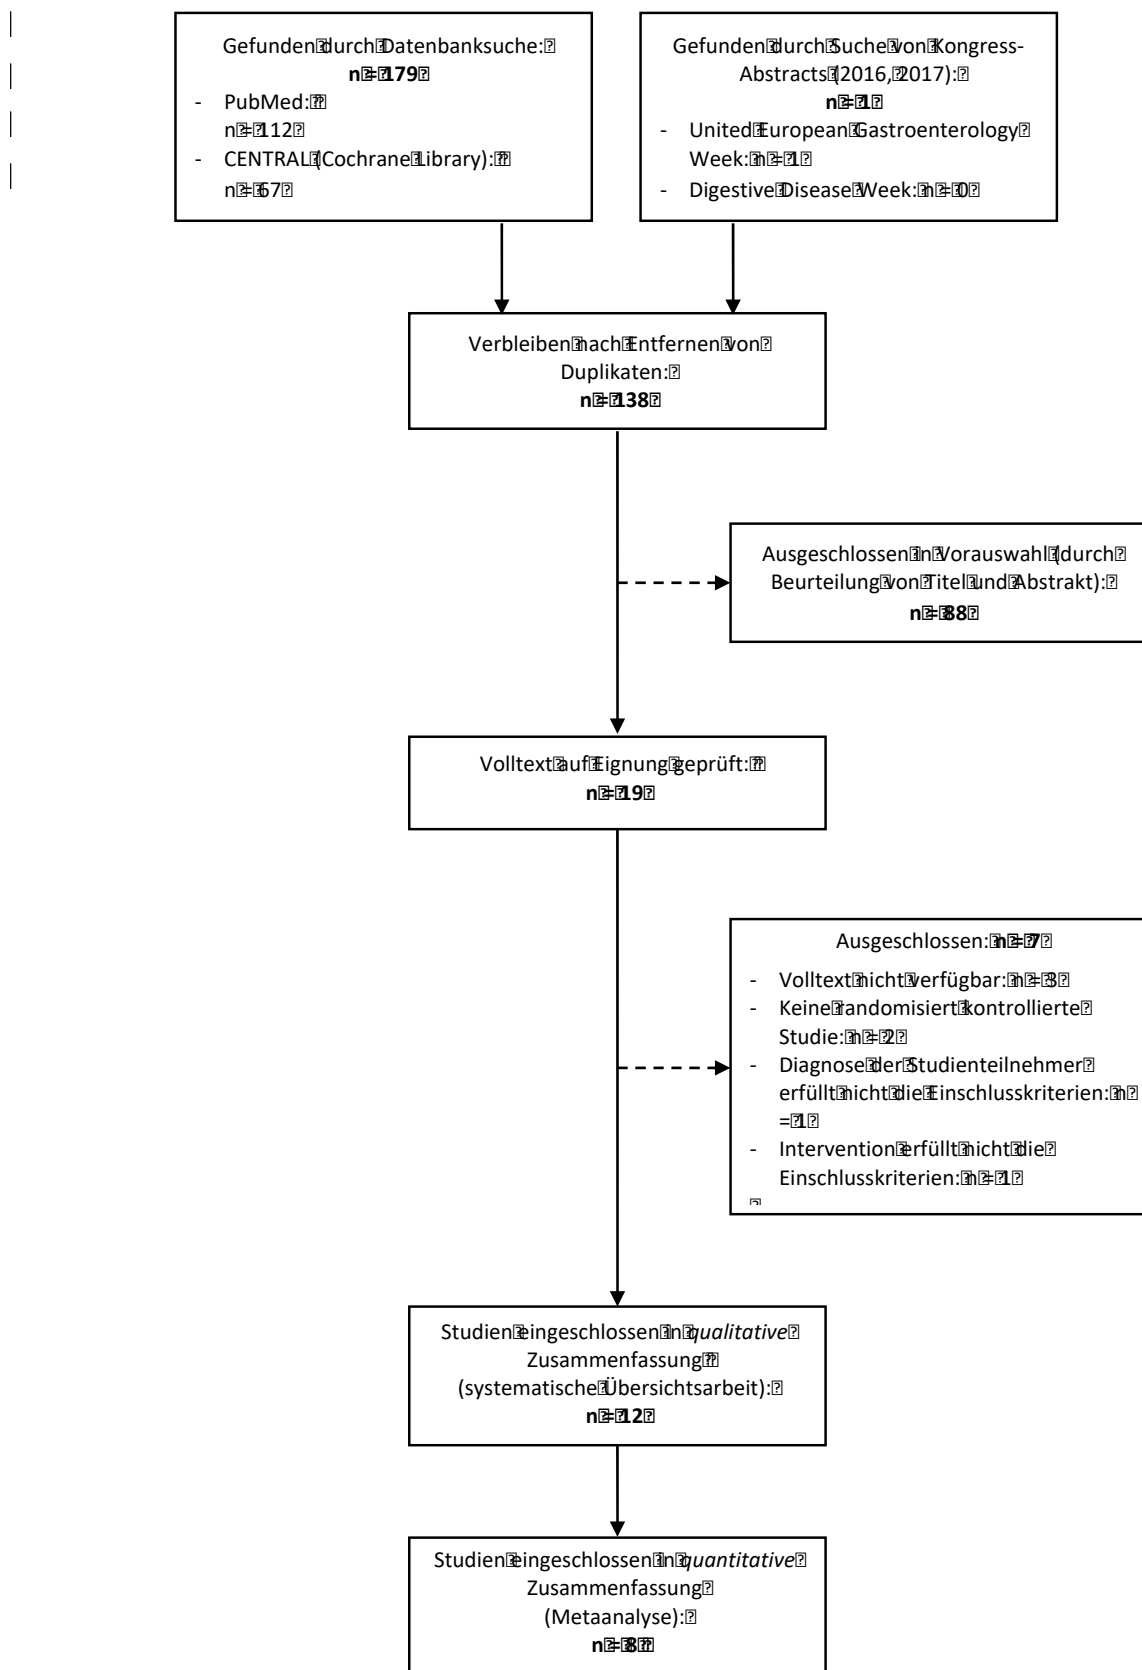 Gefunden durch Datenbanksuche:
n = 179
- PubMed:
n = 112
- CENTRAL (Cochrane Library):
n = 67
Gefunden durch Suche von Kongress-
Abstracts (2016, 2017):
n = 1
- United European Gastroenterology
Week: n = 1
- Digestive Disease Week: n = 0
Verbleiben nach Entfernen von
Duplikaten:
n = 138
Ausgeschlossen in Vorauswahl (durch
Beurteilung von Titel und Abstrakt):
n = 88
Volltext auf Eignung geprüft:
n = 19
Ausgeschlossen: n = 7
- Volltext nicht verfügbar: n = 3
- Keine randomisiert kontrollierte
Studie: n = 2
- Diagnose der Studienteilnehmer
erfüllt nicht die Einschlusskriterien: n
= 1
- Intervention erfüllt nicht die
Einschlusskriterien: n = 1
Studien eingeschlossen in qualitative
Zusammenfassung
(systematische Übersichtsarbeit):
n = 12
Studien eingeschlossen in quantitative
Zusammenfassung
(Metaanalyse):
n = 8